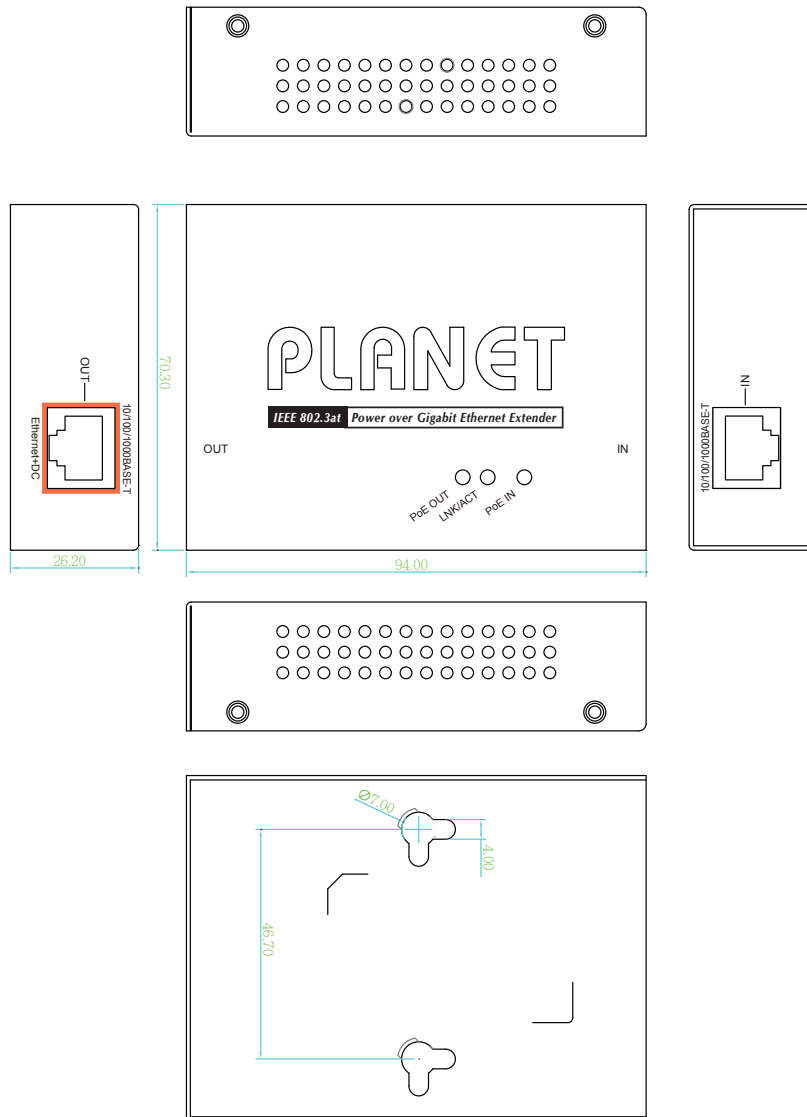 OUT
10/100/1000BASE-T
Ethernet+DC
26.20
70.30
PLANET
IEEE 802.3at Power over Gigabit Ethernet Extender
OUT
IN
PoE OUT
LNK/ACT
PoE IN
94.00
IN
10/100/1000BASE-T
Ø7.00
4.00
46.70